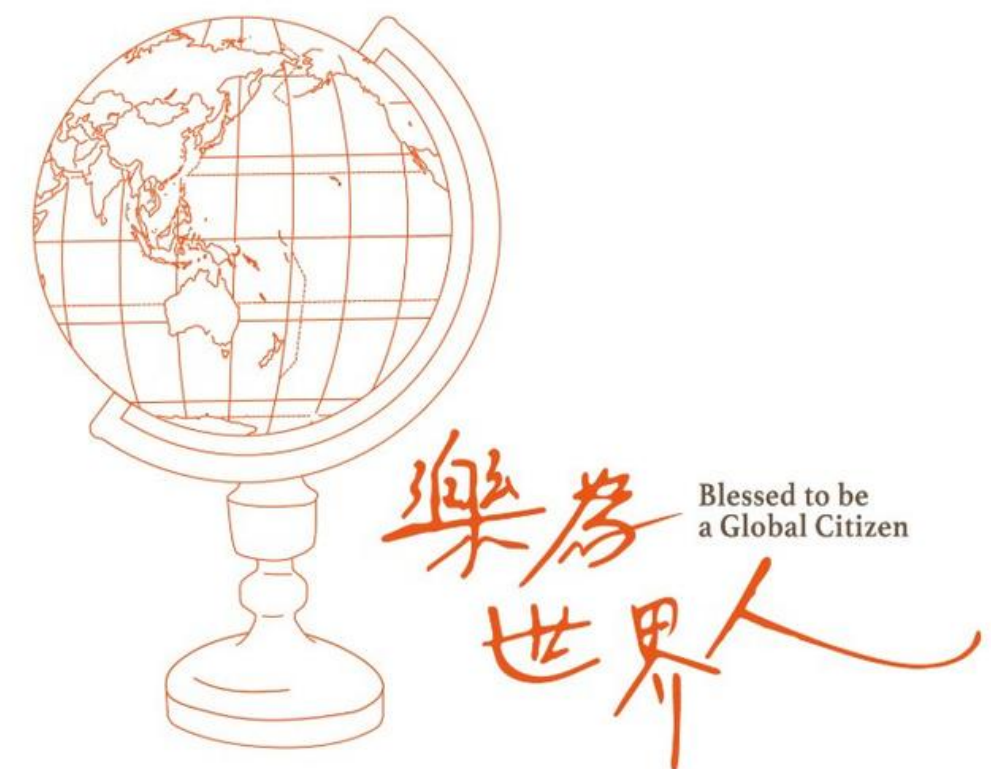 樂為
Blessed to be
a Global Citizen
世界人